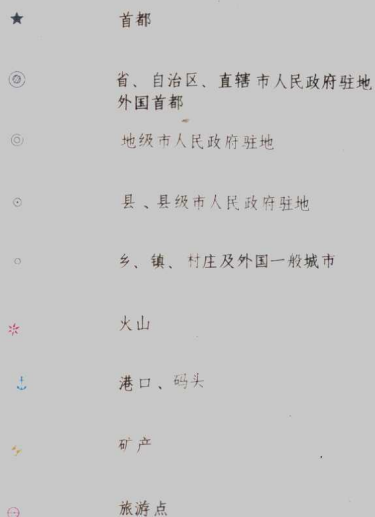 首都
省、自治区、直辖市人民政府驻地
外国首都
地级市人民政府驻地
县、县级市人民政府驻地
乡、镇、村庄及外国一般城市
火山
港口、码头
矿产
旅游点